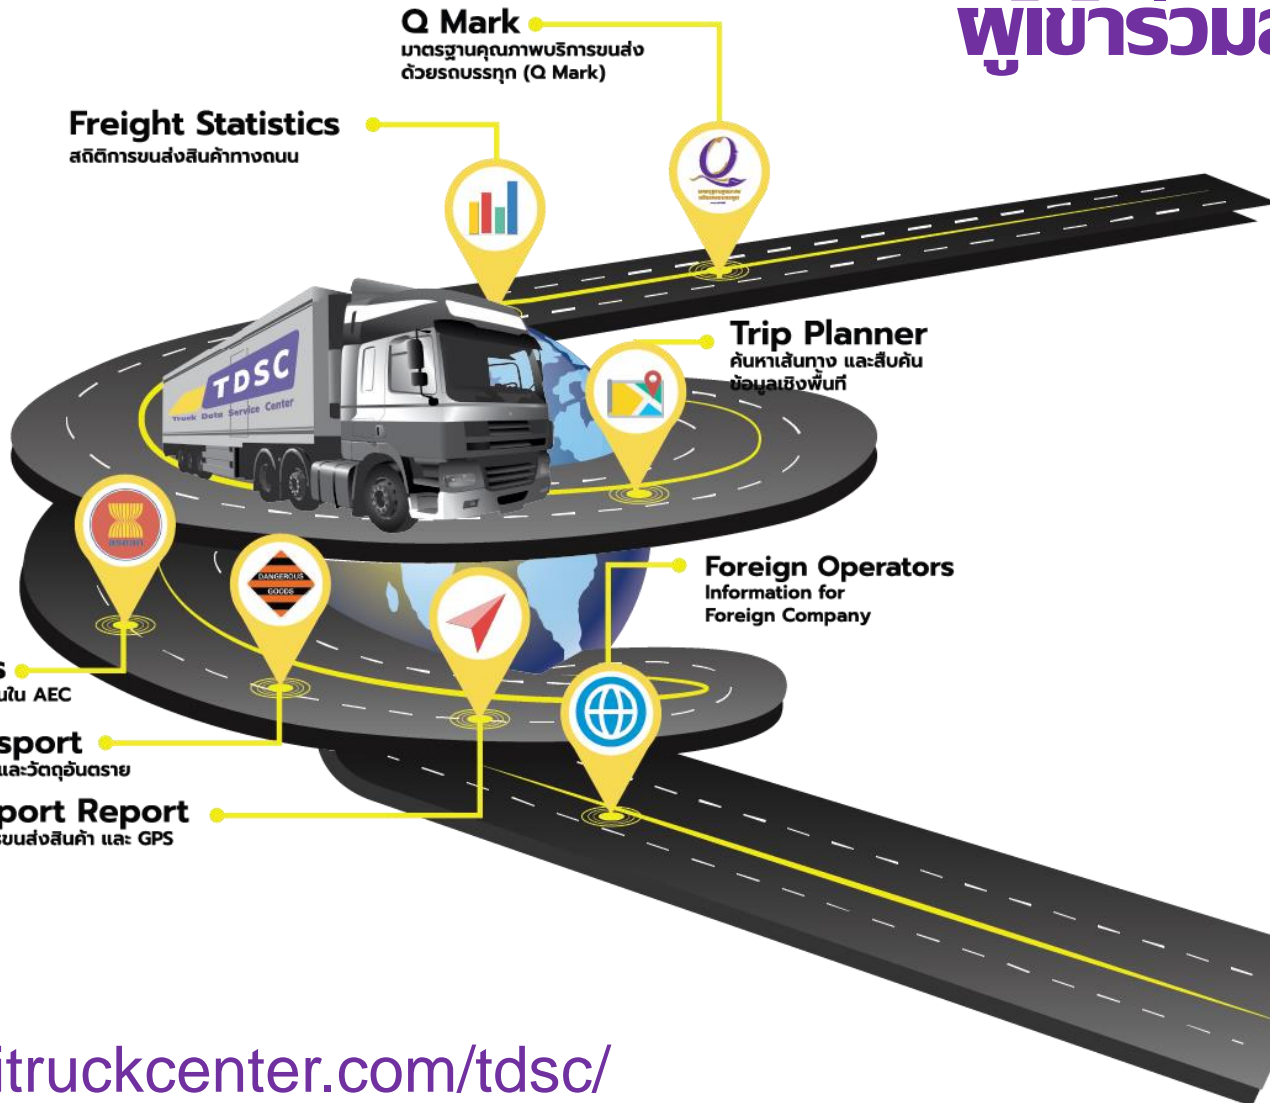 Q Mark
มาตรฐานคุณภาพบริการขนส่ง
ด้วยรถบรรทุก (Q Mark)
ผู้เข้าร่วม
Freight Statistics
สถิติการขนส่งสินค้าทางถนน
Q
Trip Planner
ค้นหาเส้นทาง และสืบค้น
ข้อมูลเชิงพื้นที่
TDSC
Truck Data Service Center
asean
DANGEROUS
GOODS
Foreign Operators
Information for
Foreign Company
s
นใน AEC
sport
และวัตถุอันตราย
port Report
รขนส่งสินค้า และ GPS
itruckcenter.com/tdsc/